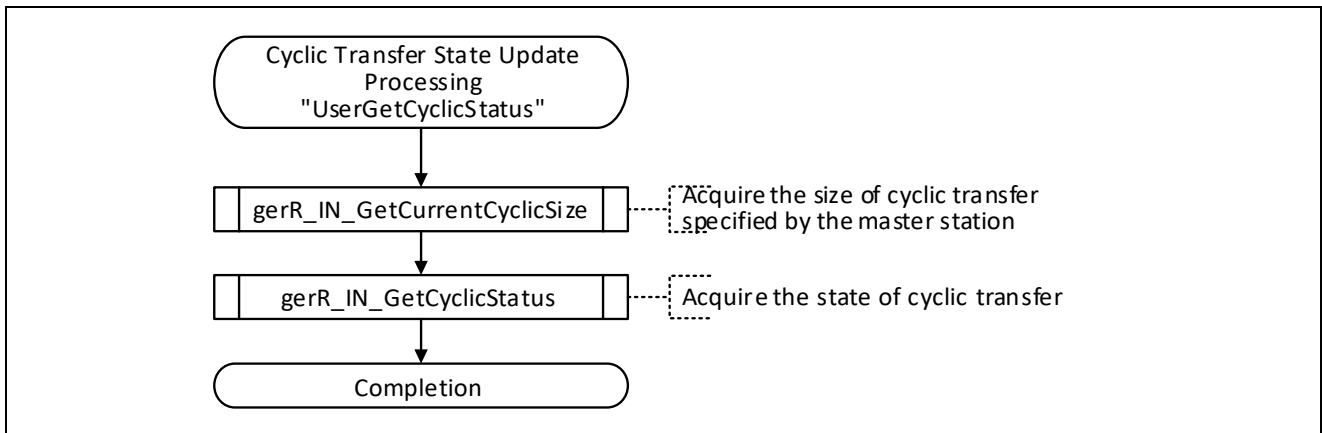 Cyclic Transfer State Update
Processing
"UserGetCyclicStatus"
gerR_IN_GetCurrentCyclicSize
Acquire the size of cyclic transfer
specified by the master station
gerR_IN_GetCyclicStatus
Acquire the state of cyclic transfer
Completion